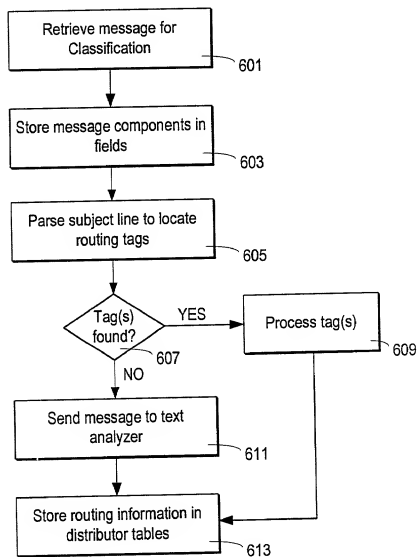 Retrieve message for
Classification
601
Store message components in
fields
603
Parse subject line to locate
routing tags
605
Tag(s)
found?
607
YES
Process tag(s)
609
NO
Send message to text
analyzer
611
Store routing information in
distributor tables
613